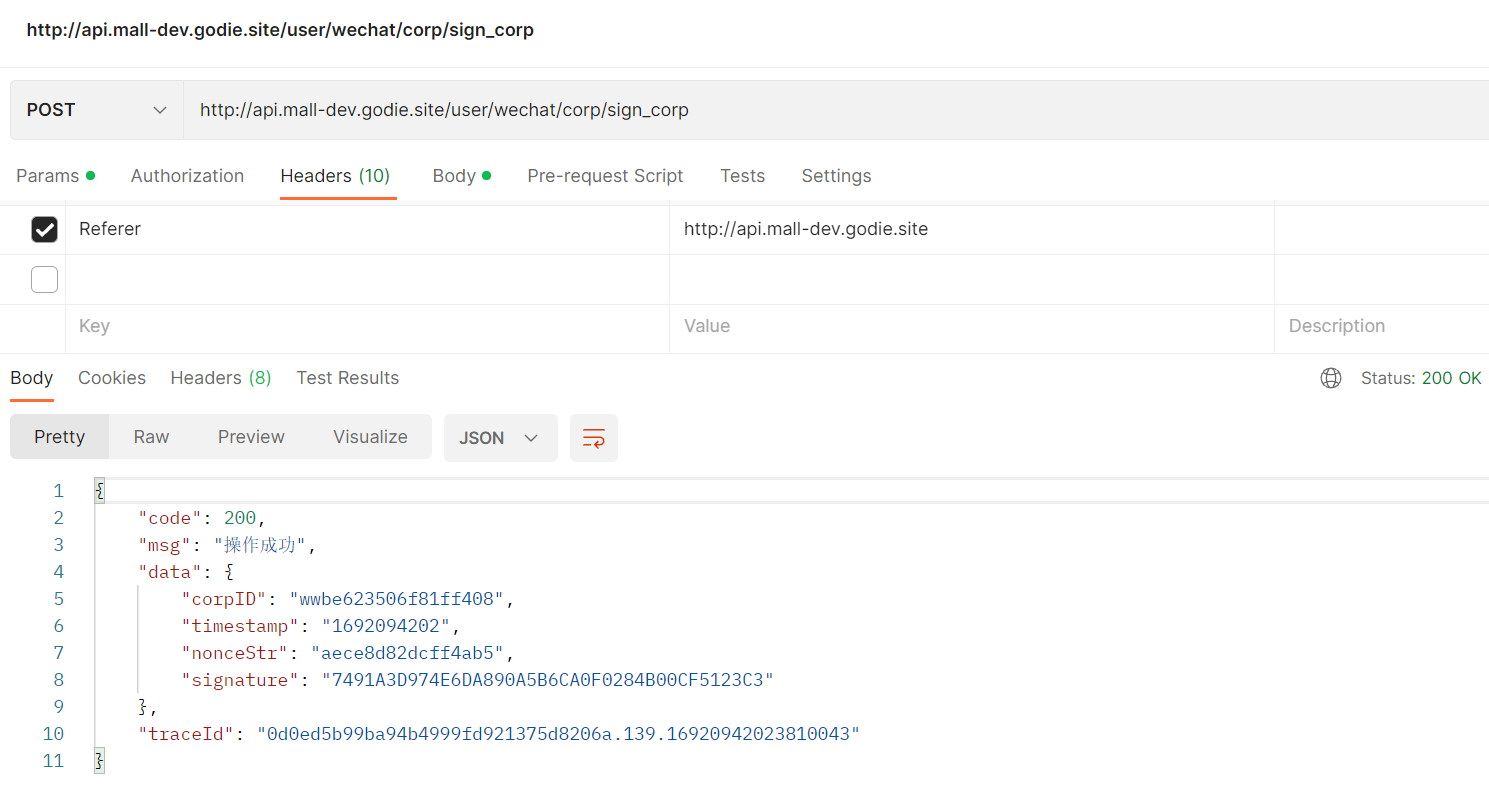 http://api.mall-dev.godie.site/user/wechat/corp/sign_corp
POST http://api.mall-dev.godie.site/user/wechat/corp/sign_corp
Params Authorization Headers (10) Body Pre-request Script Tests Settings
Referer http://api.mall-dev.godie.site
Key Value Description
Body Cookies Headers (8) Test Results Status: 200 OK
Pretty Raw Preview Visualize JSON
1 {
2 "code": 200,
3 "msg": "操作成功",
4 "data": {
5 "corpID": "wwbe623506f81ff408",
6 "timestamp": "1692094202",
7 "nonceStr": "aece8d82dcff4ab5",
8 "signature": "7491A3D974E6DA890A5B6CA0F0284B00CF5123C3"
9 },
10 "traceId": "0d0ed5b99ba94b4999fd921375d8206a.139.16920942023810043"
11 }